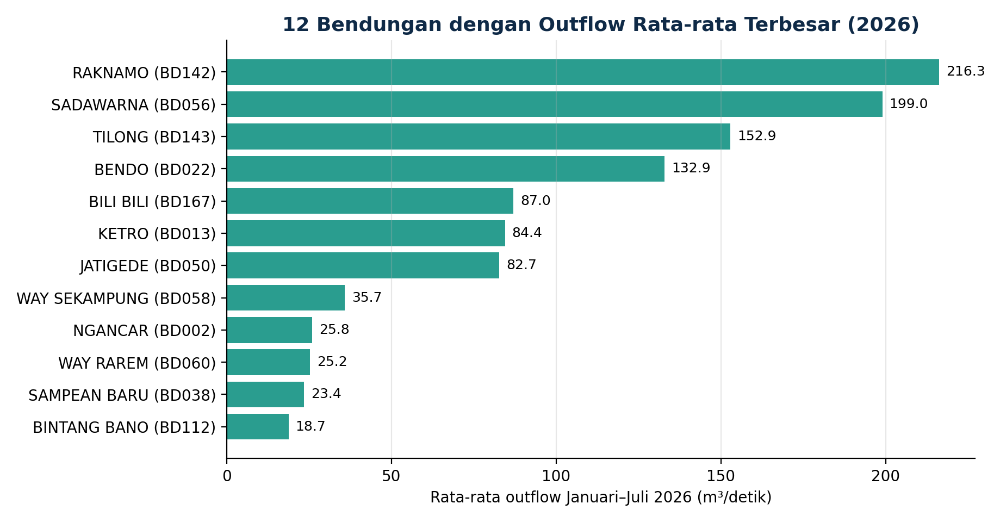 12 Bendungan dengan Outflow Rata-rata Terbesar (2026)
RAKNAMO (BD142) 216.3
SADAWARNA (BD056) 199.0
TILONG (BD143) 152.9
BENDO (BD022) 132.9
BILI BILI (BD167) 87.0
KETRO (BD013) 84.4
JATIGEDE (BD050) 82.7
WAY SEKAMPUNG (BD058) 35.7
NGANCAR (BD002) 25.8
WAY RAREM (BD060) 25.2
SAMPEAN BARU (BD038) 23.4
BINTANG BANO (BD112) 18.7
0 50 100 150 200
Rata-rata outflow Januari–Juli 2026 (m³/detik)